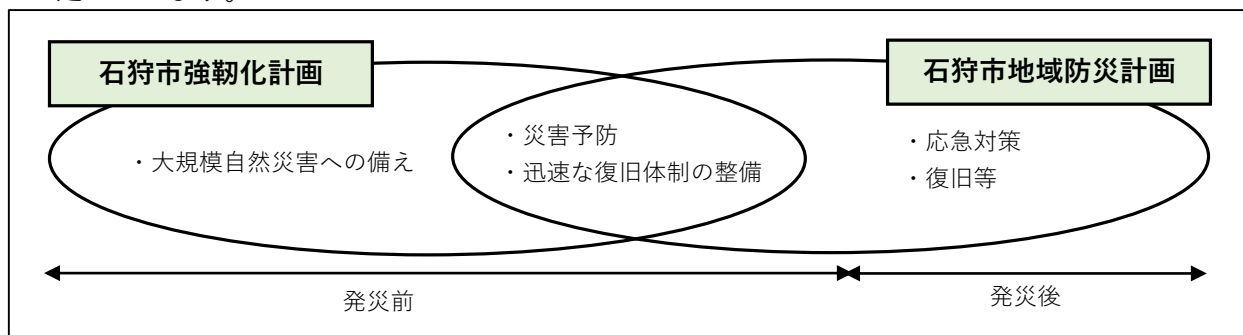 石狩市強靭化計画
石狩市地域防災計画
・大規模自然災害への備え
・災害予防
・迅速な復旧体制の整備
・応急対策
・復旧等
発災前
発災後